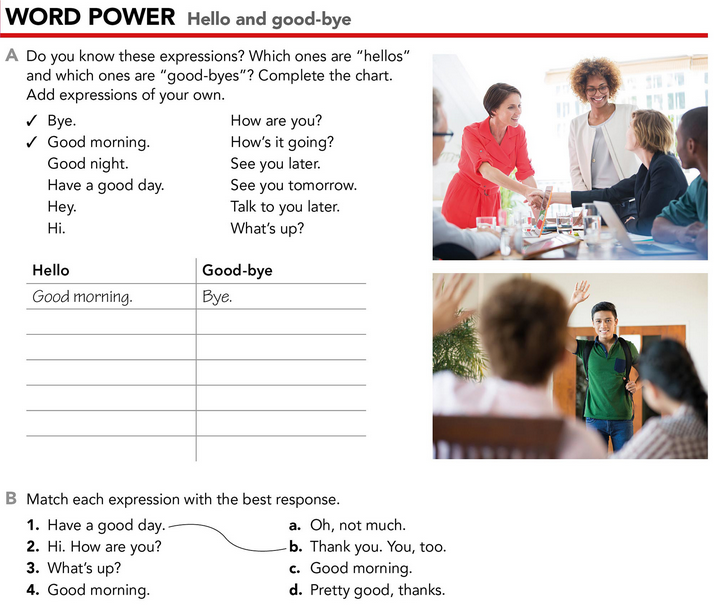 WORD POWER Hello and good-bye
A Do you know these expressions? Which ones are “hellos”
and which ones are “good-byes”? Complete the chart.
Add expressions of your own.
✓ Bye.
✓ Good morning.
Good night.
Have a good day.
Hey.
Hi.
How are you?
How's it going?
See you later.
See you tomorrow.
Talk to you later.
What's up?
Hello Good-bye
Good morning. Bye.
B Match each expression with the best response.
1. Have a good day.
2. Hi. How are you?
3. What's up?
4. Good morning.
a. Oh, not much.
b. Thank you. You, too.
c. Good morning.
d. Pretty good, thanks.